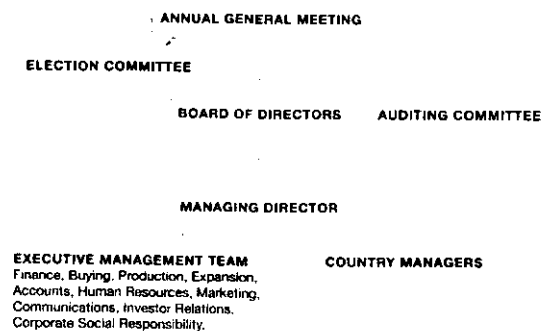 ANNUAL GENERAL MEETING
ELECTION COMMITTEE
BOARD OF DIRECTORS AUDITING COMMITTEE
MANAGING DIRECTOR
EXECUTIVE MANAGEMENT TEAM COUNTRY MANAGERS
Finance, Buying, Production, Expansion,
Accounts, Human Resources, Marketing,
Communications, Investor Relations,
Corporate Social Responsibility.